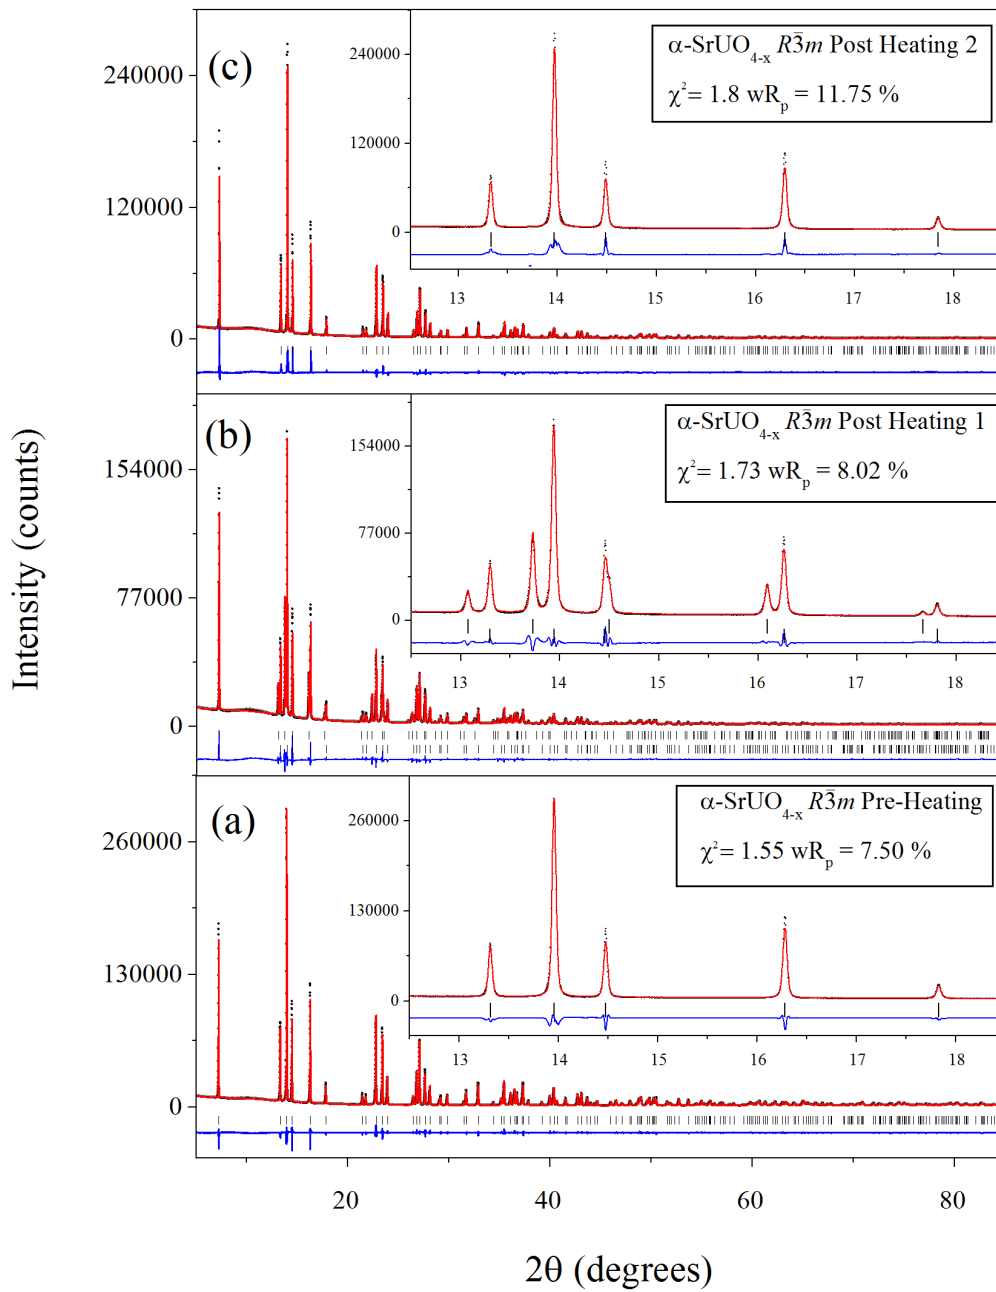 Intensity (counts)
(c)
240000
120000
0
240000
120000
0
13 14 15 16 17 18
α-SrUO4-x R3̄m Post Heating 2
χ²= 1.8 wRp = 11.75 %
(b)
154000
77000
0
154000
77000
0
13 14 15 16 17 18
α-SrUO4-x R3̄m Post Heating 1
χ²= 1.73 wRp = 8.02 %
(a)
260000
130000
0
260000
130000
0
13 14 15 16 17 18
α-SrUO4-x R3̄m Pre-Heating
χ²= 1.55 wRp = 7.50 %
20 40 60 80
2θ (degrees)